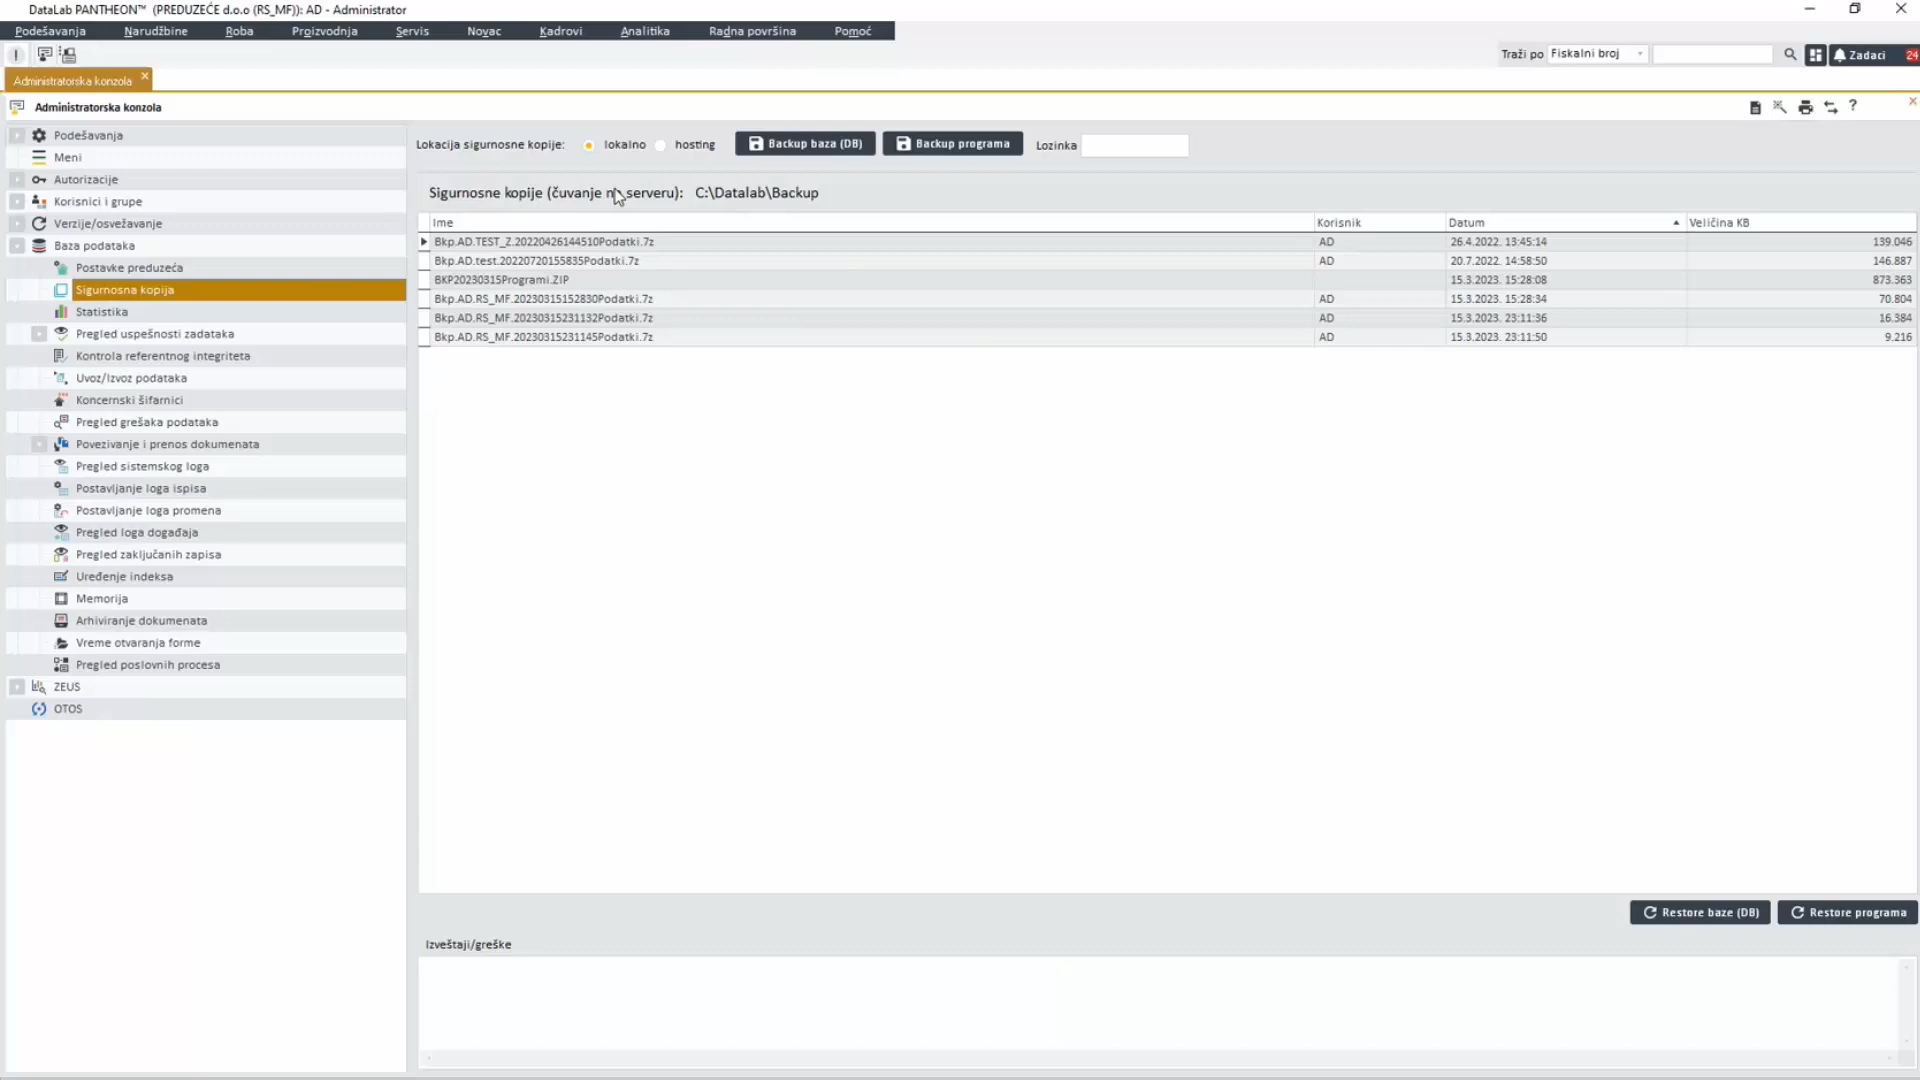 DataLab PANTHEON™ (PREDUZEĆE d.o.o (RS_MF)): AD - Administrator
Podešavanja Narudžbine Roba Proizvodnja Servis Novac Kadrovi Analitika Radna površina Pomoć
Traži po Fiskalni broj Zadaci 24
Administratorska konzola
Administratorska konzola
Podešavanja
Meni
Autorizacije
Korisnici i grupe
Verzije/osvežavanje
Baza podataka
Postavke preduzeća
Sigurnosna kopija
Statistika
Pregled uspešnosti zadataka
Kontrola referentnog integriteta
Uvoz/Izvoz podataka
Koncernski šifarnici
Pregled grešaka podataka
Povezivanje i prenos dokumenata
Pregled sistemskog loga
Postavljanje loga ispisa
Postavljanje loga promena
Pregled loga događaja
Pregled zaključanih zapisa
Uređenje indeksa
Memorija
Arhiviranje dokumenata
Vreme otvaranja forme
Pregled poslovnih procesa
ZEUS
OTOS
Lokacija sigurnosne kopije: lokalno hosting Backup baza (DB) Backup programa Lozinka
Sigurnosne kopije (čuvanje na serveru): C:\Datalab\Backup
Ime Korisnik Datum Veličina KB
Bkp.AD.TEST_Z.20220426144510Podatki.7z AD 26.4.2022. 13:45:14 139.046
Bkp.AD.test.20220720155835Podatki.7z AD 20.7.2022. 14:58:50 146.887
BKP20230315Programi.ZIP 15.3.2023. 15:28:08 873.363
Bkp.AD.RS_MF.20230315152830Podatki.7z AD 15.3.2023. 15:28:34 70.804
Bkp.AD.RS_MF.20230315231132Podatki.7z AD 15.3.2023. 23:11:36 16.384
Bkp.AD.RS_MF.20230315231145Podatki.7z AD 15.3.2023. 23:11:50 9.216
Restore baze (DB) Restore programa
Izveštaji/greške